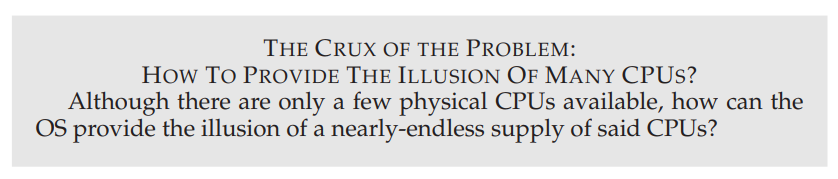 THE CRUX OF THE PROBLEM:
HOW TO PROVIDE THE ILLUSION OF MANY CPUS?
Although there are only a few physical CPUs available, how can the
OS provide the illusion of a nearly-endless supply of said CPUs?